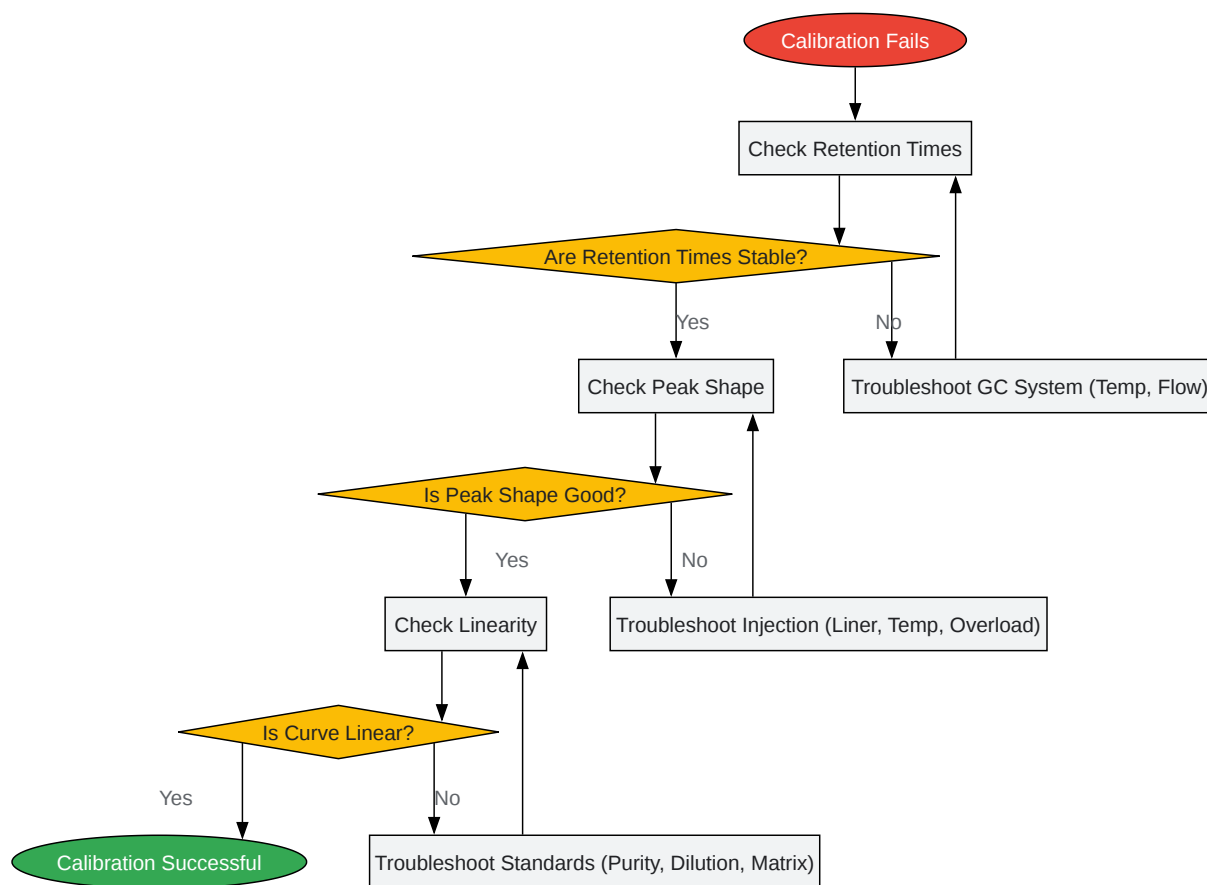 Calibration Fails
Check Retention Times
Are Retention Times Stable?
Yes
No
Check Peak Shape
Troubleshoot GC System (Temp, Flow)
Is Peak Shape Good?
Yes
No
Check Linearity
Troubleshoot Injection (Liner, Temp, Overload)
Is Curve Linear?
Yes
No
Calibration Successful
Troubleshoot Standards (Purity, Dilution, Matrix)